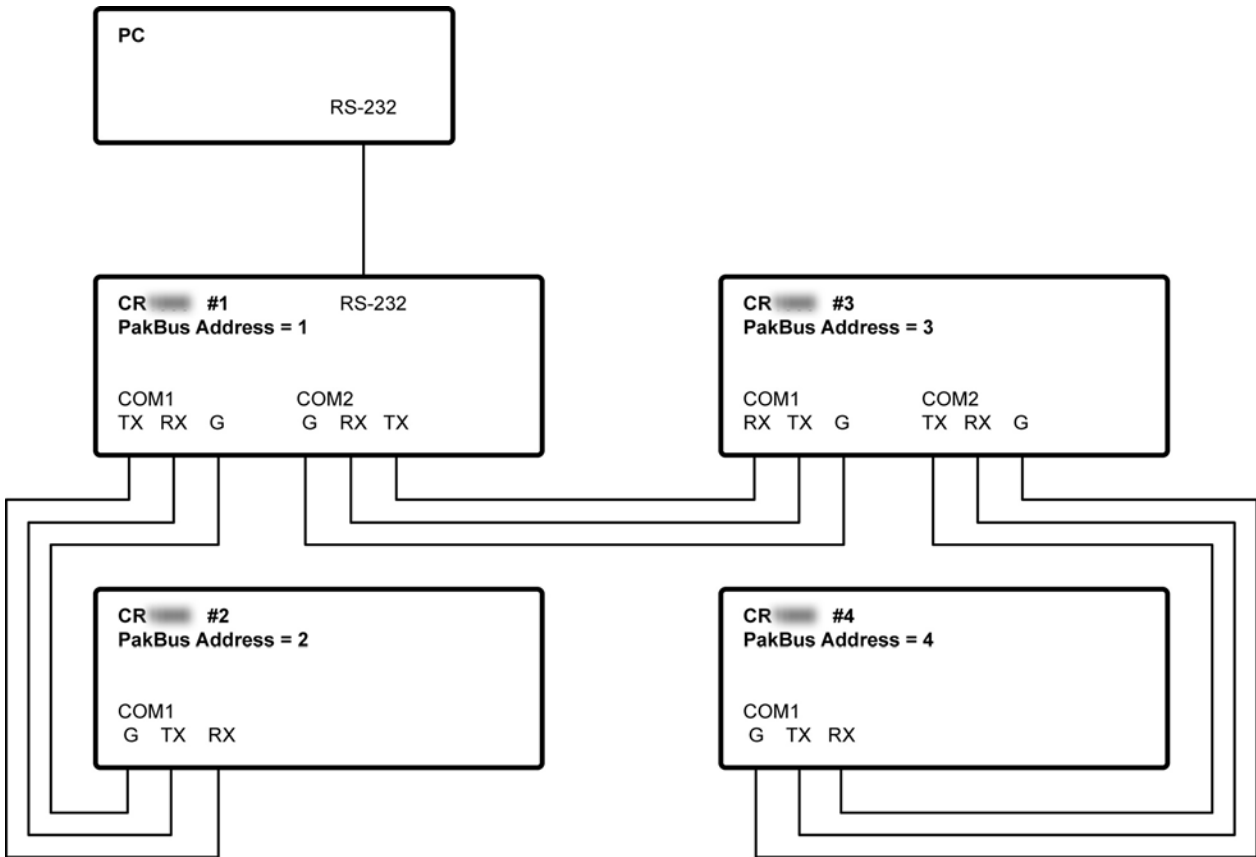 PC
RS-232
CR #1 RS-232
PakBus Address = 1
COM1 COM2
TX RX G G RX TX
CR #3
PakBus Address = 3
COM1 COM2
RX TX G TX RX G
CR #2
PakBus Address = 2
COM1
G TX RX
CR #4
PakBus Address = 4
COM1
G TX RX